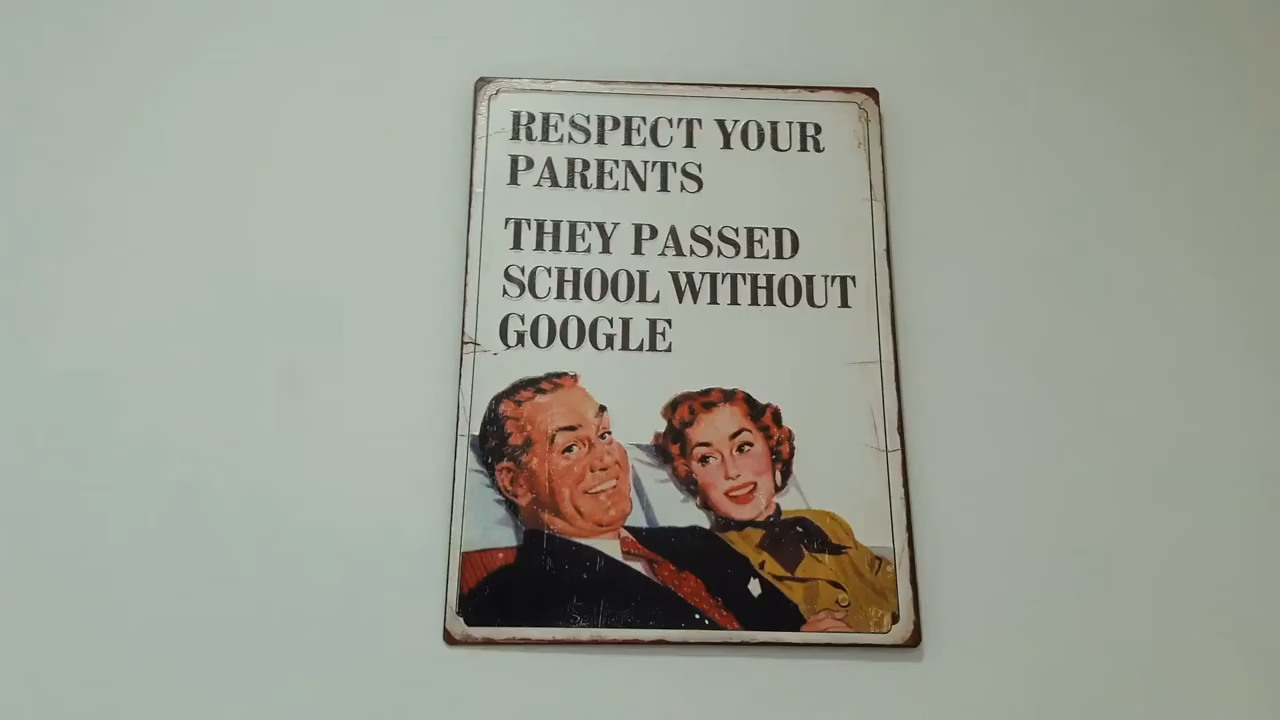 RESPECT YOUR
PARENTS
THEY PASSED
SCHOOL WITHOUT
GOOGLE